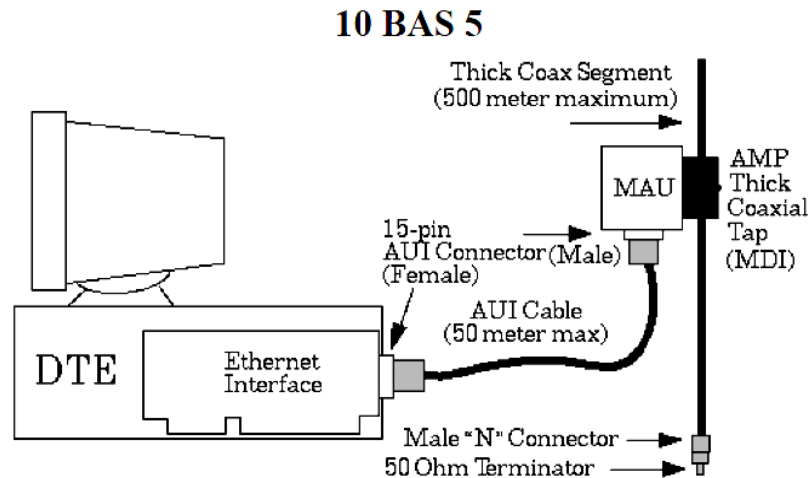 10 BAS 5
Thick Coax Segment
(500 meter maximum)
MAU
AMP
Thick
Coaxial
Tap
(MDI)
15-pin
AUI Connector (Male)
(Female)
AUI Cable
(50 meter max)
DTE
Ethernet
Interface
Male "N" Connector
50 Ohm Terminator